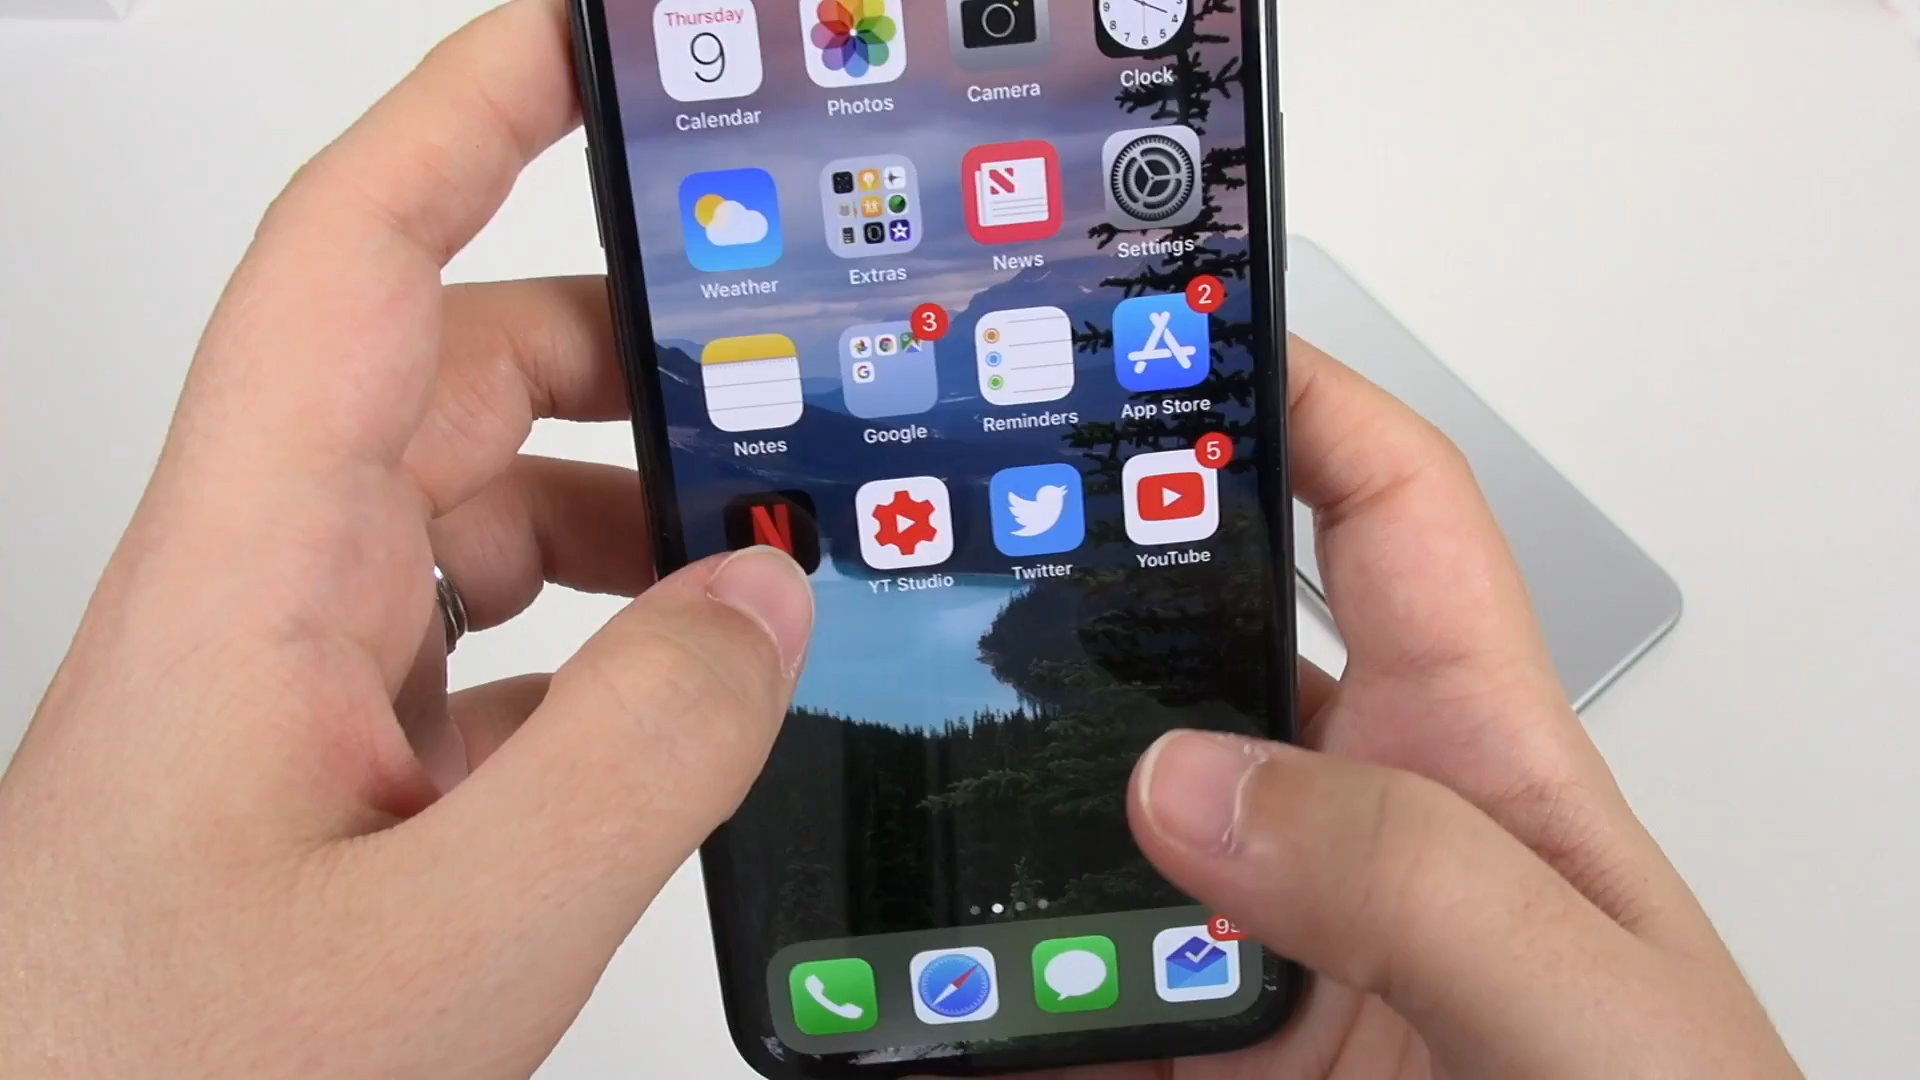 Thursday
9
Calendar
Photos
Camera
Clock
Weather
Extras
News
Settings
3
2
Notes
Google
Reminders
App Store
5
N
YT Studio
Twitter
YouTube